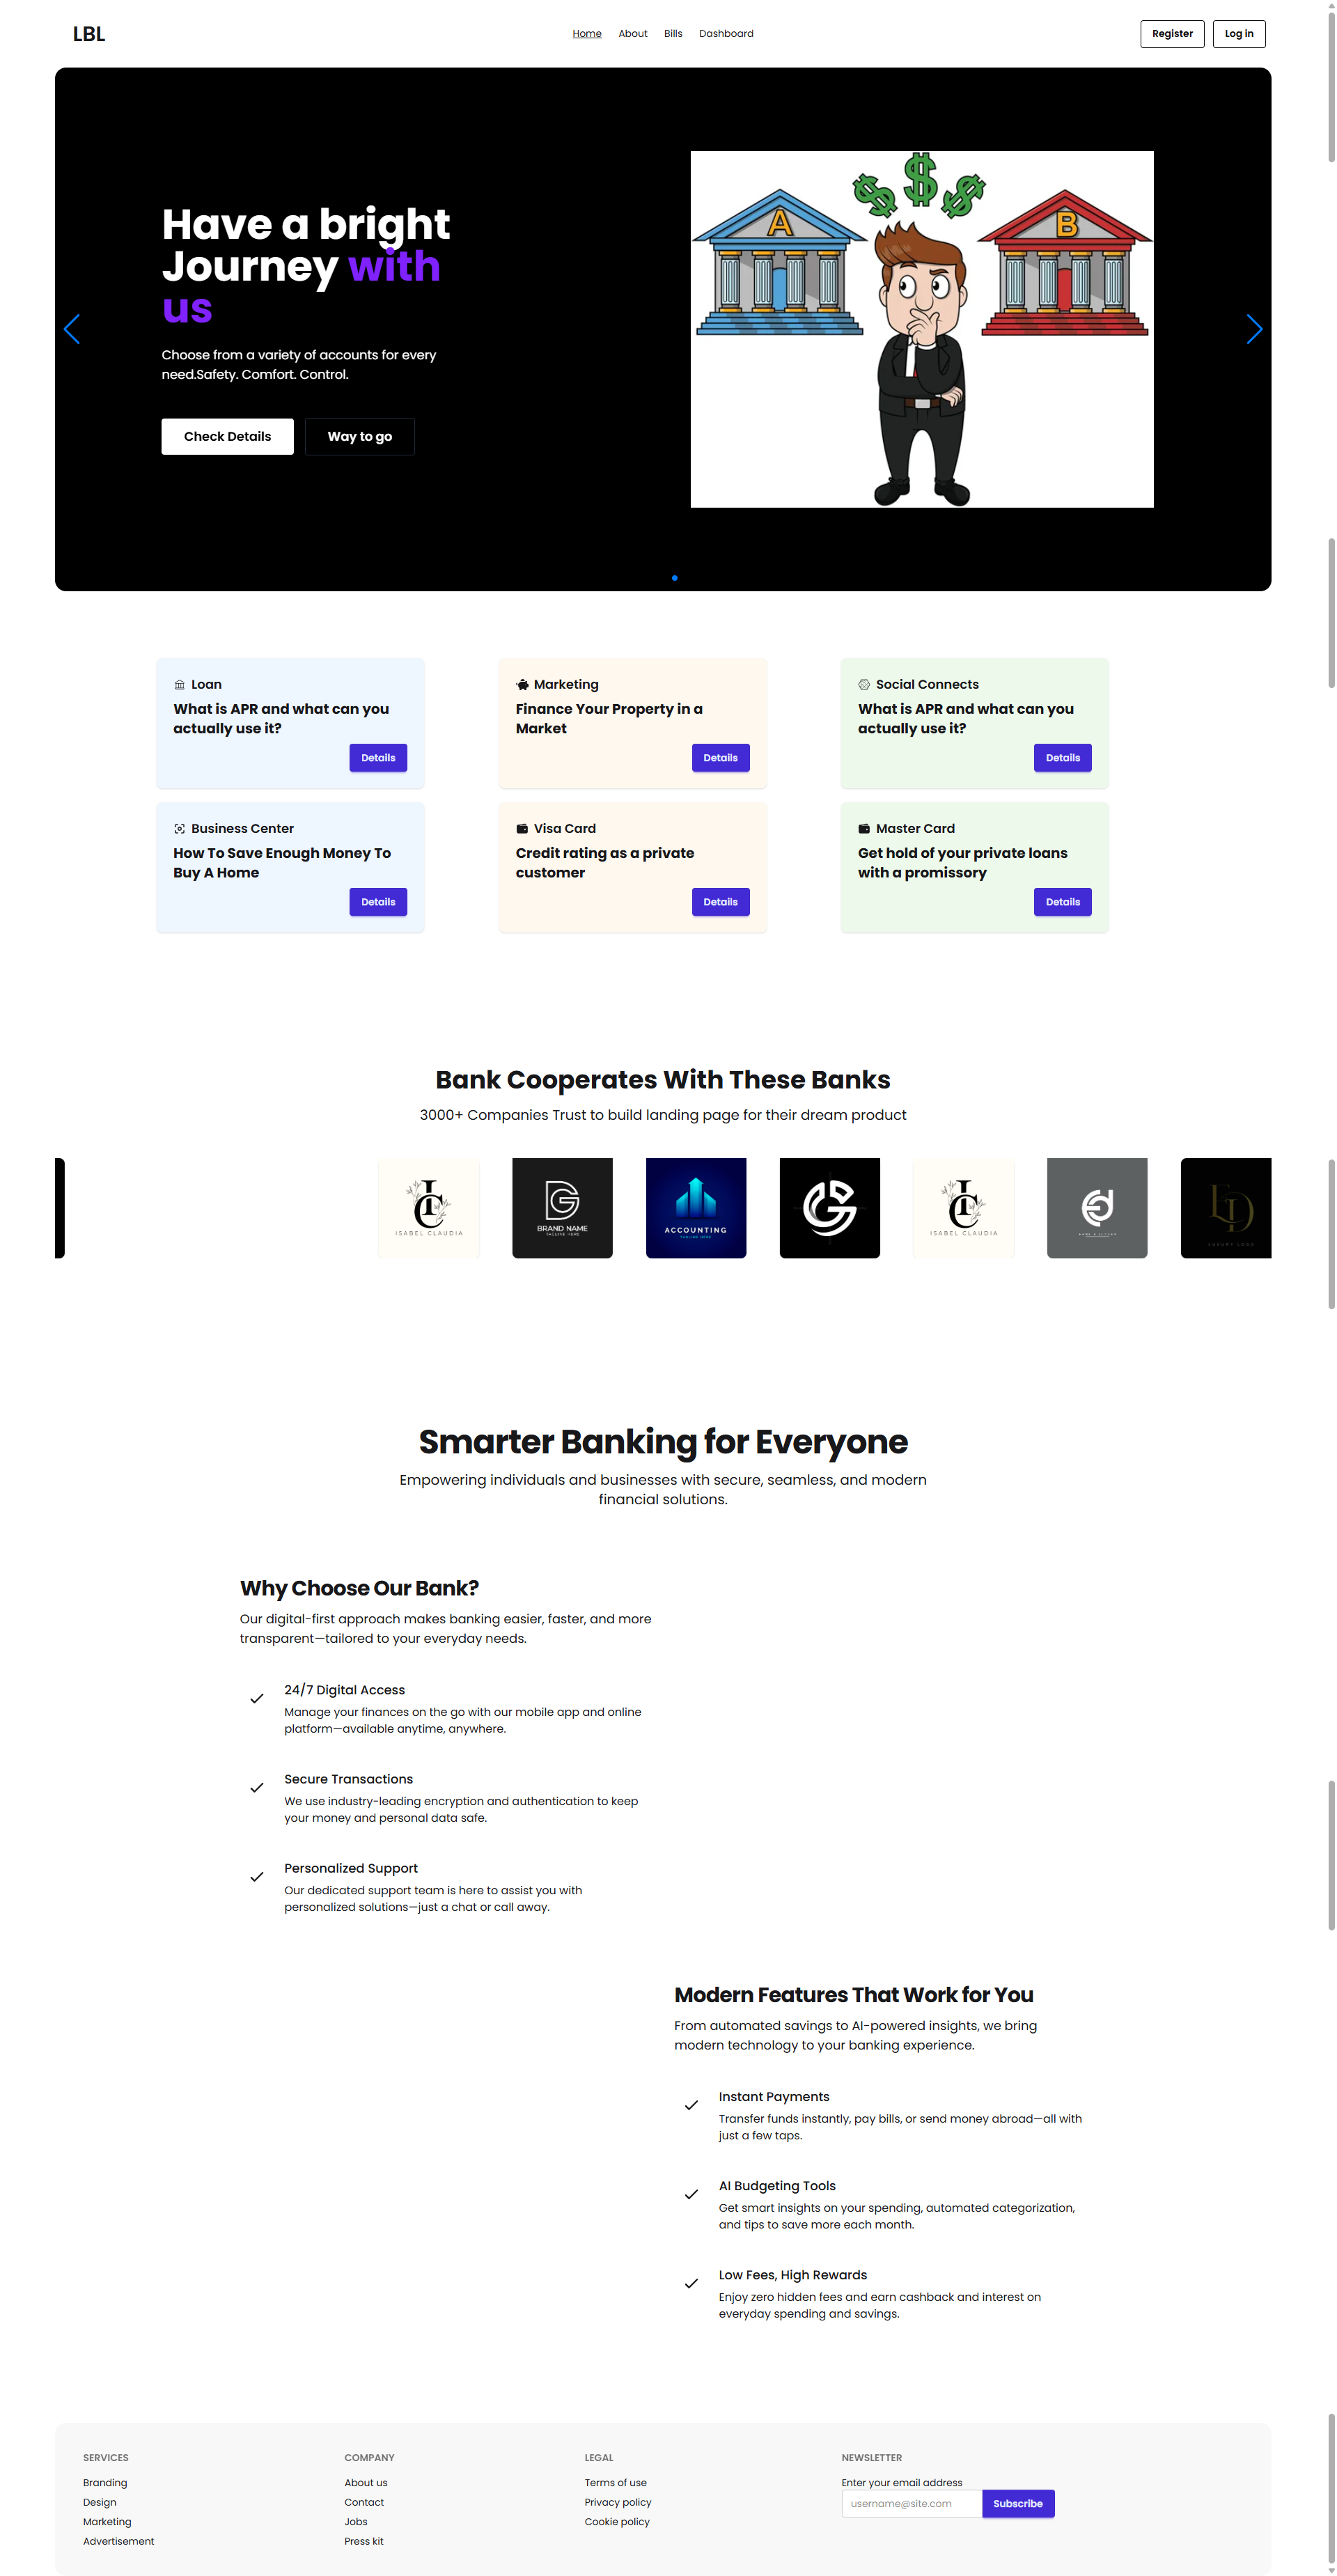 LBL
Home About Bills Dashboard
Register Log in
Have a bright
Journey with
us
Choose from a variety of accounts for every
need.Safety. Comfort. Control.
Check Details Way to go
A
B
$ $ $
Loan
What is APR and what can you
actually use it?
Details
Marketing
Finance Your Property in a
Market
Details
Social Connects
What is APR and what can you
actually use it?
Details
Business Center
How To Save Enough Money To
Buy A Home
Details
Visa Card
Credit rating as a private
customer
Details
Master Card
Get hold of your private loans
with a promissory
Details
Bank Cooperates With These Banks
3000+ Companies Trust to build landing page for their dream product
IC
ISABEL CLAUDIA
BRAND NAME
TAGLINE HERE
ACCOUNTING
TAGLINE HERE
IC
ISABEL CLAUDIA
LUXURY LOGO
Smarter Banking for Everyone
Empowering individuals and businesses with secure, seamless, and modern
financial solutions.
Why Choose Our Bank?
Our digital-first approach makes banking easier, faster, and more
transparent—tailored to your everyday needs.
24/7 Digital Access
Manage your finances on the go with our mobile app and online
platform—available anytime, anywhere.
Secure Transactions
We use industry-leading encryption and authentication to keep
your money and personal data safe.
Personalized Support
Our dedicated support team is here to assist you with
personalized solutions—just a chat or call away.
Modern Features That Work for You
From automated savings to AI-powered insights, we bring
modern technology to your banking experience.
Instant Payments
Transfer funds instantly, pay bills, or send money abroad—all with
just a few taps.
AI Budgeting Tools
Get smart insights on your spending, automated categorization,
and tips to save more each month.
Low Fees, High Rewards
Enjoy zero hidden fees and earn cashback and interest on
everyday spending and savings.
SERVICES
Branding
Design
Marketing
Advertisement
COMPANY
About us
Contact
Jobs
Press kit
LEGAL
Terms of use
Privacy policy
Cookie policy
NEWSLETTER
Enter your email address
username@site.com Subscribe